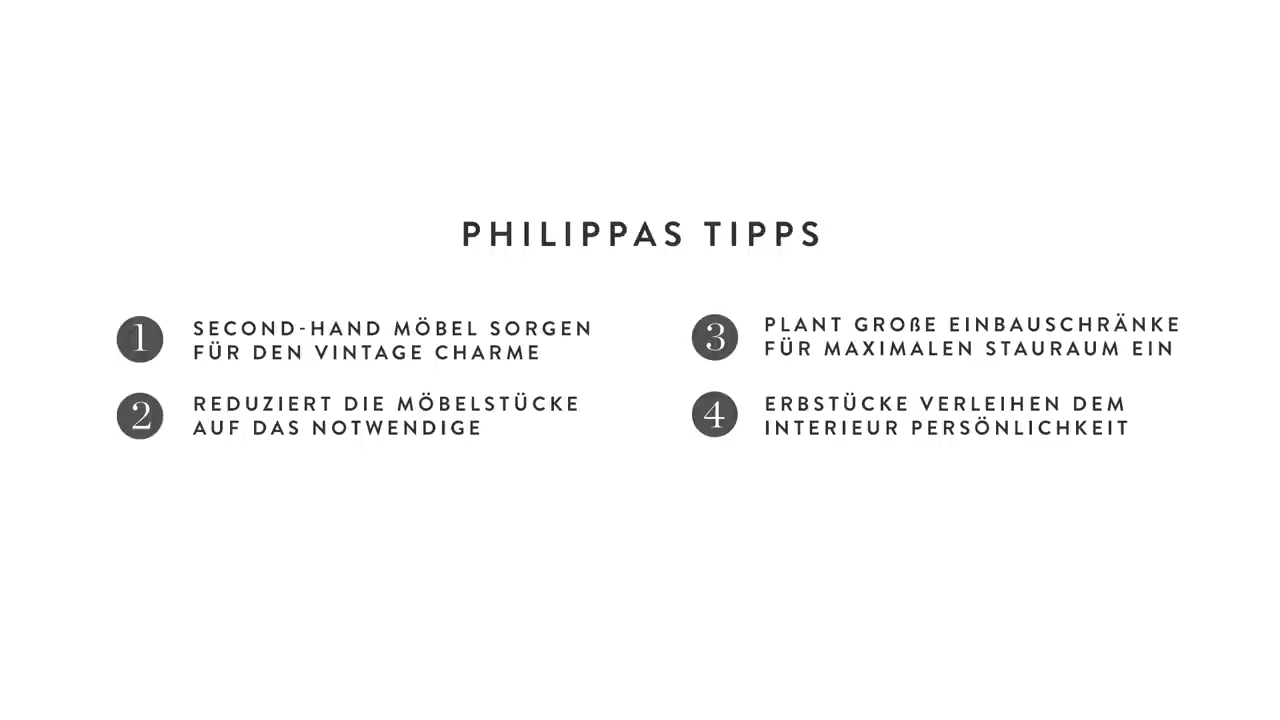 PHILIPPAS TIPPS
1 SECOND-HAND MÖBEL SORGEN
FÜR DEN VINTAGE CHARME
2 REDUZIERT DIE MÖBELSTÜCKE
AUF DAS NOTWENDIGE
3 PLANT GROßE EINBAUSCHRÄNKE
FÜR MAXIMALEN STAURAUM EIN
4 ERBSTÜCKE VERLEIHEN DEM
INTERIEUR PERSÖNLICHKEIT